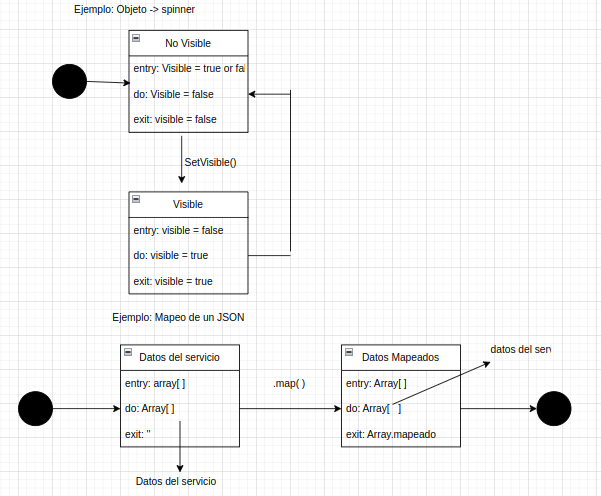 Ejemplo: Objeto -> spinner
No Visible
entry: Visible = true or fal
do: Visible = false
exit: visible = false
SetVisible()
Visible
entry: visible = false
do: visible = true
exit: visible = true
Ejemplo: Mapeo de un JSON
Datos del servicio
entry: array[ ]
do: Array[ ]
exit: "
Datos del servicio
.map( )
Datos Mapeados
entry: Array[ ]
do: Array[ ]
exit: Array.mapeado
datos del serv